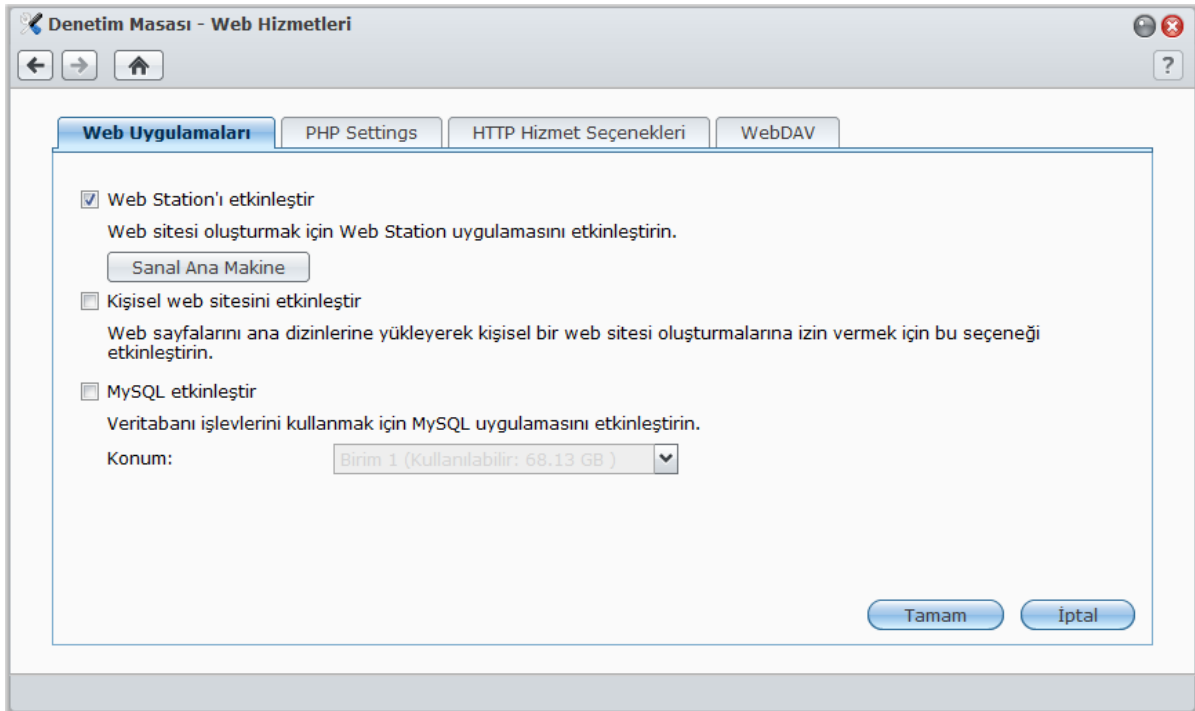 Denetim Masası - Web Hizmetleri
?
Web Uygulamaları PHP Settings HTTP Hizmet Seçenekleri WebDAV
Web Station'ı etkinleştir
Web sitesi oluşturmak için Web Station uygulamasını etkinleştirin.
Sanal Ana Makine
Kişisel web sitesini etkinleştir
Web sayfalarını ana dizinlerine yükleyerek kişisel bir web sitesi oluşturmalarına izin vermek için bu seçeneği
etkinleştirin.
MySQL etkinleştir
Veritabanı işlevlerini kullanmak için MySQL uygulamasını etkinleştirin.
Konum: Birim 1 (Kullanılabilir: 68.13 GB )
Tamam İptal